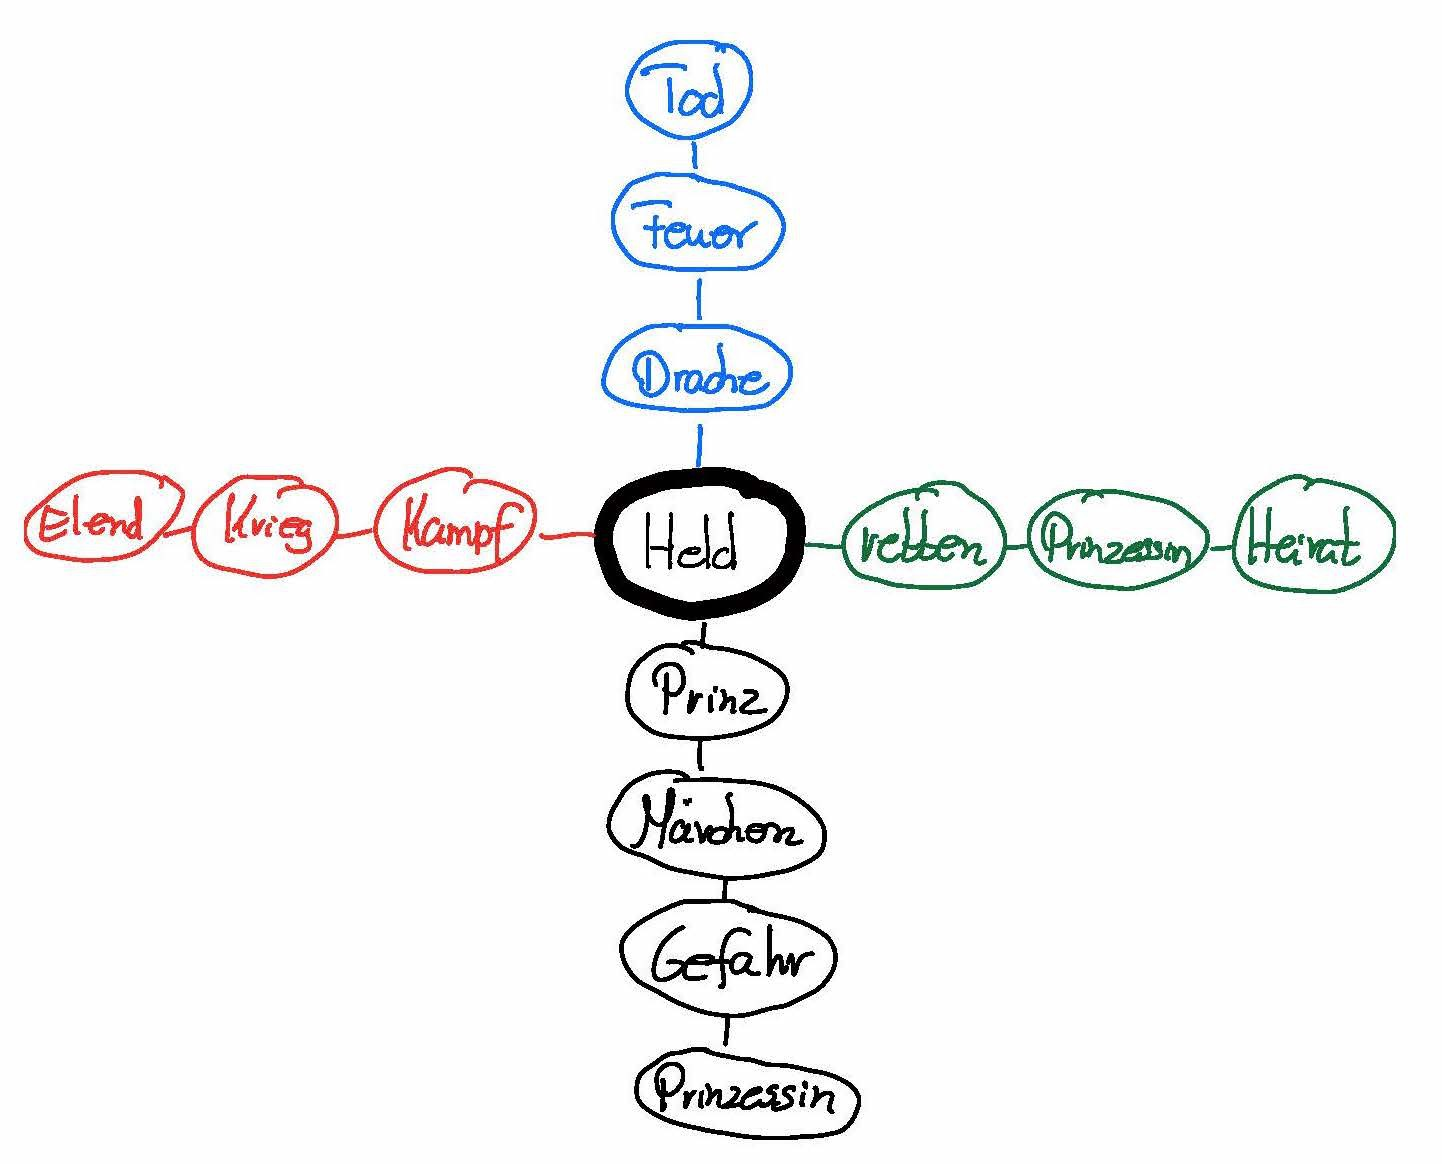 Tod
Feuer
Drache
Elend Krieg Kampf Held retten Prinzessin Heirat
Prinz
Märchen
Gefahr
Prinzessin